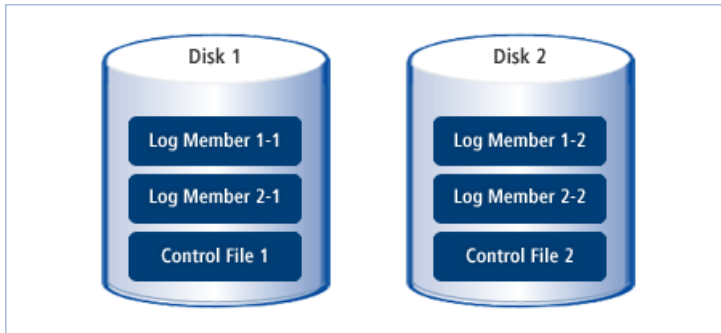 Disk 1
Log Member 1-1
Log Member 2-1
Control File 1
Disk 2
Log Member 1-2
Log Member 2-2
Control File 2